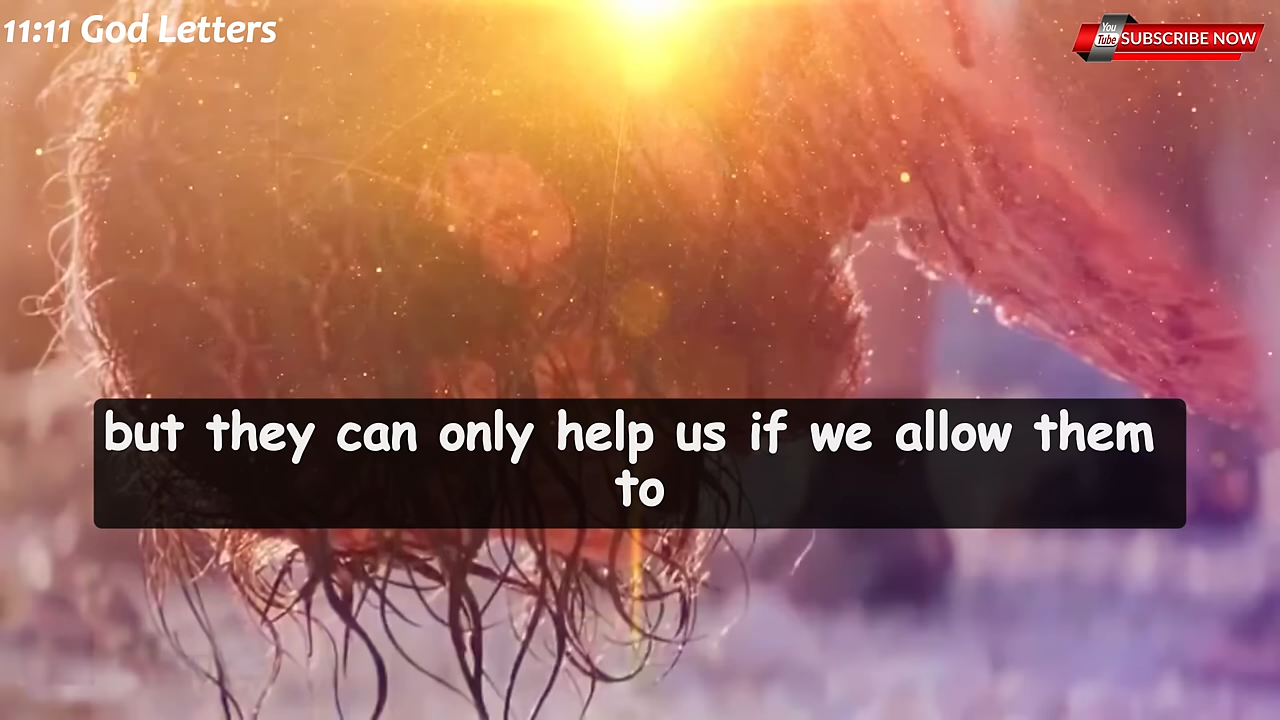 11:11 God Letters
You
Tube
SUBSCRIBE NOW
but they can only help us if we allow them
to